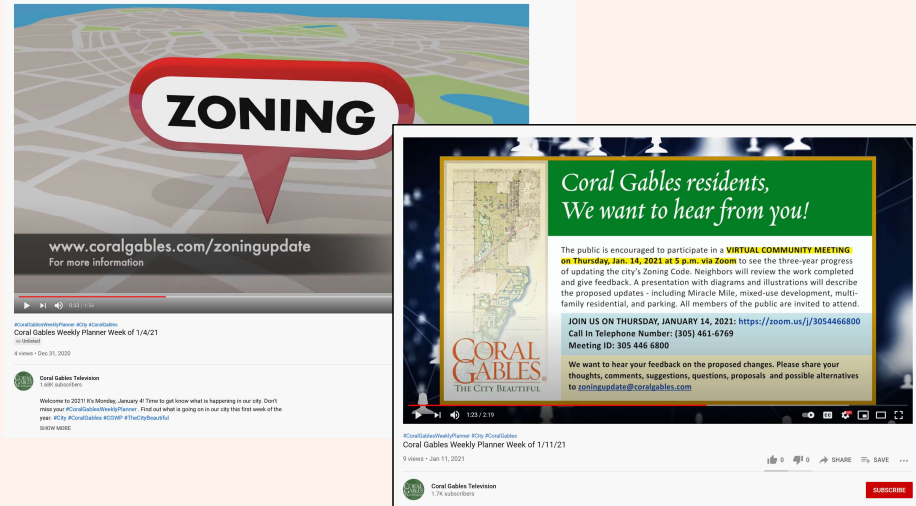 ZONING
www.coralgables.com/zoningupdate
For more information
0:33 / 1:56
#CoralGablesWeeklyPlanner #City #CoralGables
Coral Gables Weekly Planner Week of 1/4/21
Unlisted
4 views • Dec 31, 2020
CORAL GABLES
Coral Gables Television
1.68K subscribers
Welcome to 2021! It's Monday, January 4! Time to get know what is happening in our city. Don't
miss your #CoralGablesWeeklyPlanner . Find out what is going on in our city this first week of the
year. #City #CoralGables #CGWP #TheCityBeautiful
SHOW MORE
Coral Gables residents,
We want to hear from you!
The public is encouraged to participate in a VIRTUAL COMMUNITY MEETING
on Thursday, Jan. 14, 2021 at 5 p.m. via Zoom to see the three-year progress
of updating the city's Zoning Code. Neighbors will review the work completed
and give feedback. A presentation with diagrams and illustrations will describe
the proposed updates - including Miracle Mile, mixed-use development, multi-
family residential, and parking. All members of the public are invited to attend.
JOIN US ON THURSDAY, JANUARY 14, 2021: https://zoom.us/j/3054466800
Call In Telephone Number: (305) 461-6769
Meeting ID: 305 446 6800
We want to hear your feedback on the proposed changes. Please share your
thoughts, comments, suggestions, questions, proposals and possible alternatives
to zoningupdate@coralgables.com
CORAL
GABLES
THE CITY BEAUTIFUL
1:23 / 2:19
#CoralGablesWeeklyPlanner #City #CoralGables
Coral Gables Weekly Planner Week of 1/11/21
9 views • Jan 11, 2021
0 0 SHARE SAVE ...
CORAL GABLES
Coral Gables Television
1.7K subscribers
SUBSCRIBE